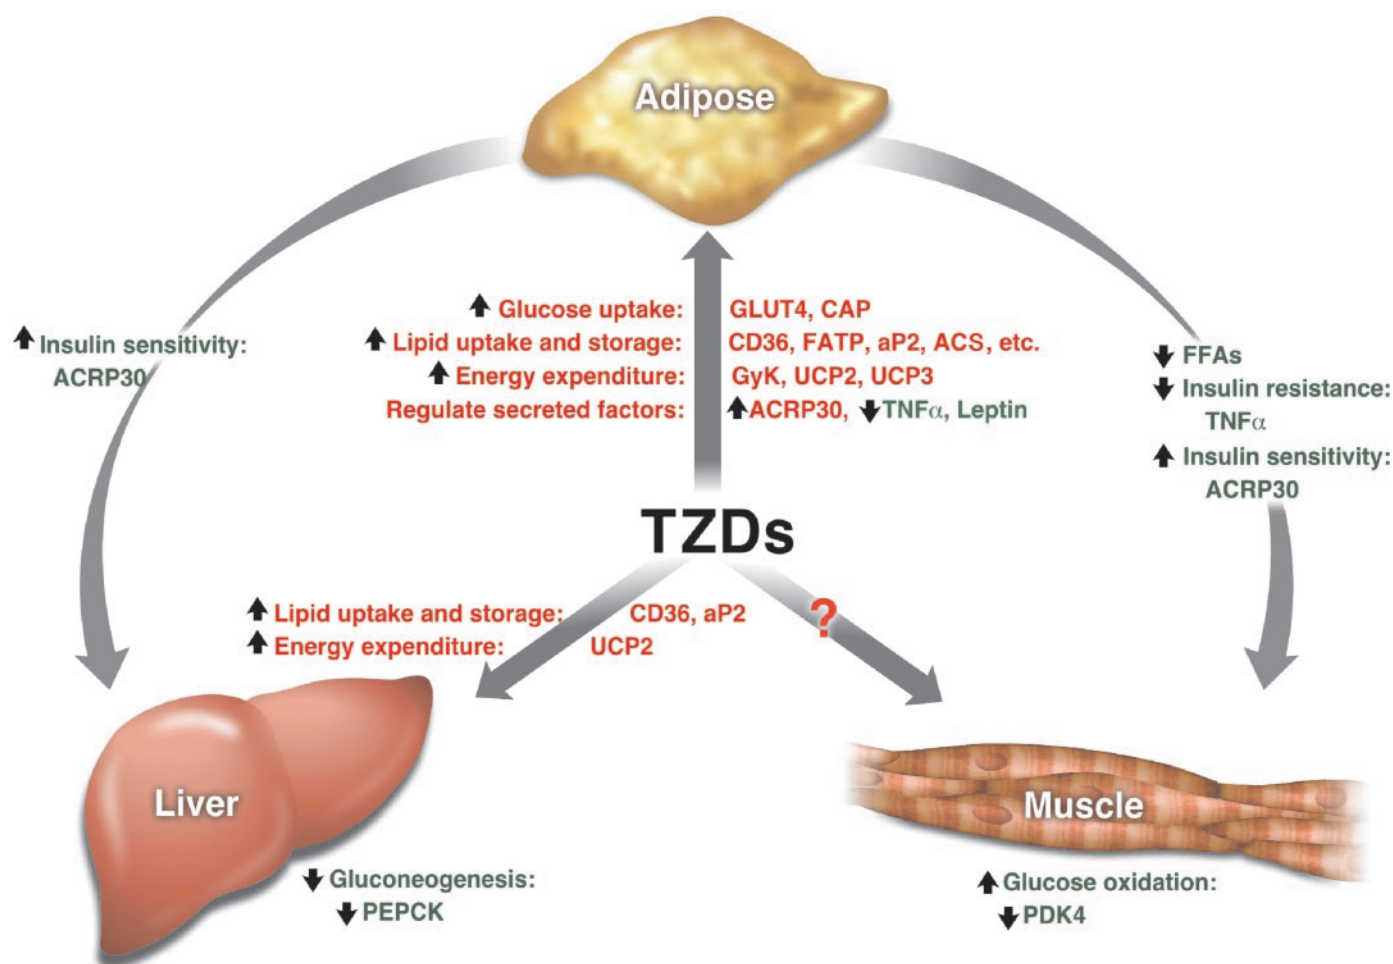 Adipose
↑ Glucose uptake: GLUT4, CAP
↑ Lipid uptake and storage: CD36, FATP, aP2, ACS, etc.
↑ Energy expenditure: GyK, UCP2, UCP3
Regulate secreted factors: ↑ACRP30, ↓TNFα, Leptin
↑ Insulin sensitivity:
ACRP30
↓ FFAs
↓ Insulin resistance:
TNFα
↑ Insulin sensitivity:
ACRP30
TZDs
↑ Lipid uptake and storage: CD36, aP2
↑ Energy expenditure: UCP2
?
Liver
Muscle
↓ Gluconeogenesis:
↓ PEPCK
↑ Glucose oxidation:
↓ PDK4